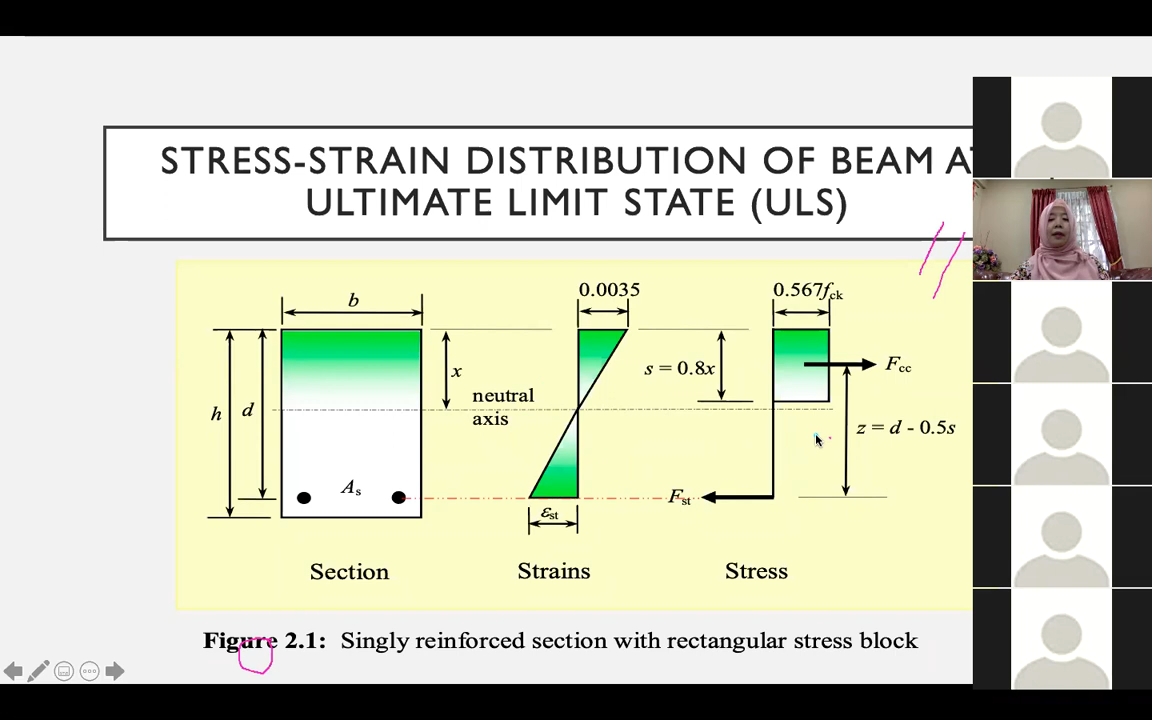 STRESS-STRAIN DISTRIBUTION OF BEAM A
ULTIMATE LIMIT STATE (ULS)
b
0.0035
0.567fck
x
s = 0.8x
Fcc
h
d
neutral
axis
z = d - 0.5s
As
Fst
εst
Section
Strains
Stress
Figure 2.1: Singly reinforced section with rectangular stress block